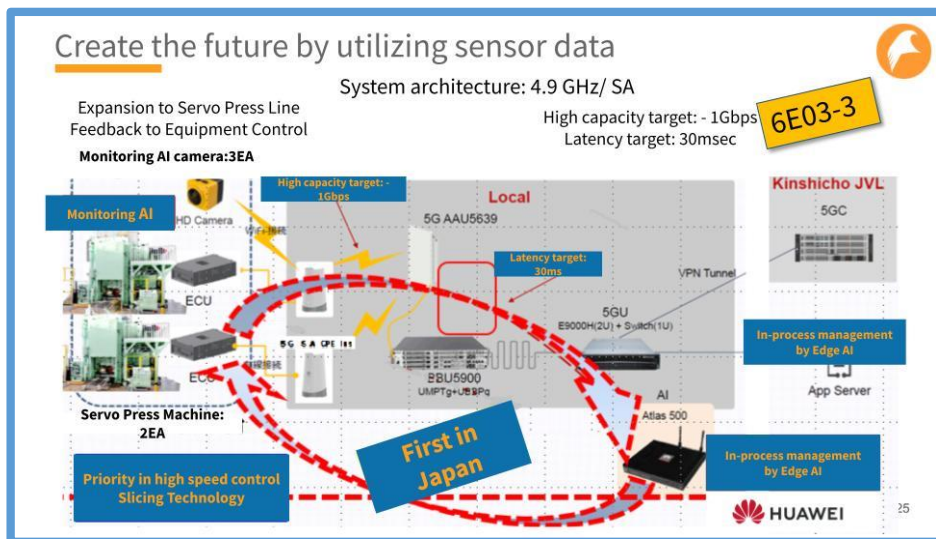 Create the future by utilizing sensor data
System architecture: 4.9 GHz/ SA
Expansion to Servo Press Line
Feedback to Equipment Control
High capacity target: - 1Gbps
Latency target: 30msec
6E03-3
Monitoring AI camera:3EA
Monitoring AI
HD Camera
High capacity target: -
1Gbps
Local
5G AAU5639
Kinshicho JVL
5GC
Latency target:
30ms
VPN Tunnel
ECU
5GU
E9000H(2U) + Switch(1U)
BBU5900
In-process management
by Edge AI
App Server
AI
Atlas 500
Servo Press Machine:
2EA
First in
Japan
Priority in high speed control
Slicing Technology
In-process management
by Edge AI
HUAWEI
25